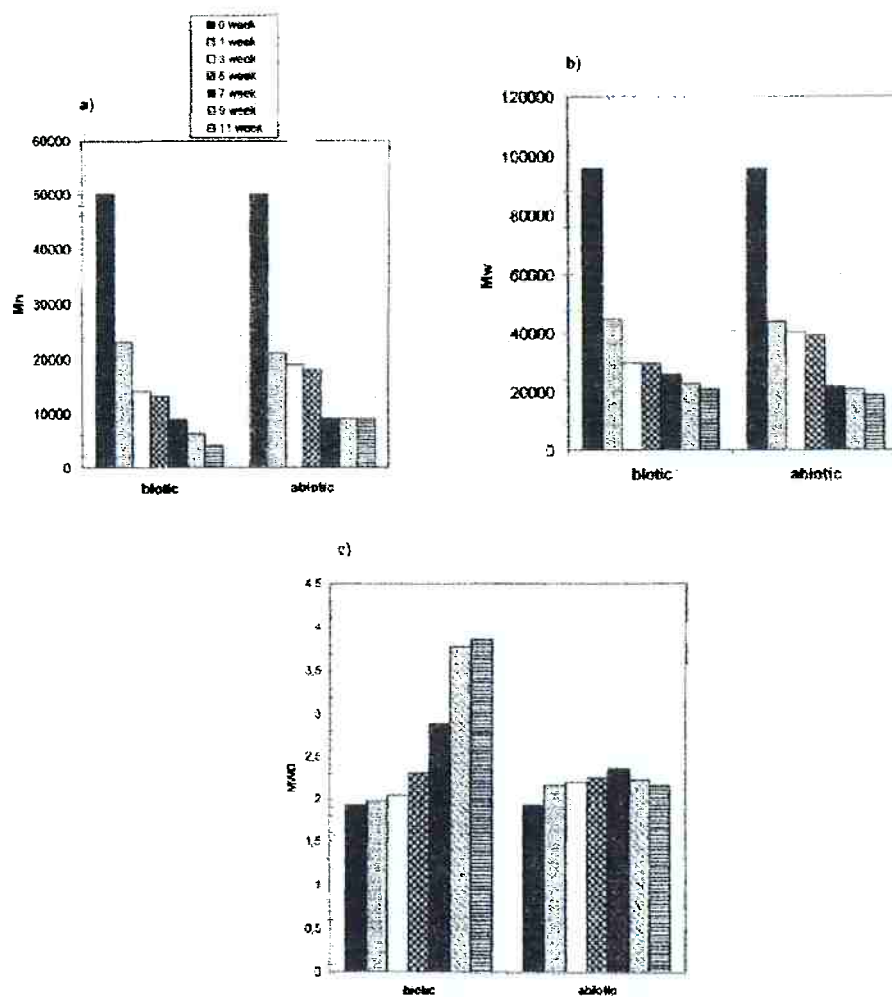 0 week
1 week
3 week
5 week
7 week
9 week
11 week
a)
60000
50000
40000
30000
20000
10000
0
Mn
biotic
abiotic
b)
120000
100000
80000
60000
40000
20000
0
Mw
biotic
abiotic
c)
4,5
4
3,5
3
2,5
2
1,5
1
0,5
0
MWD
biotic
abiotic